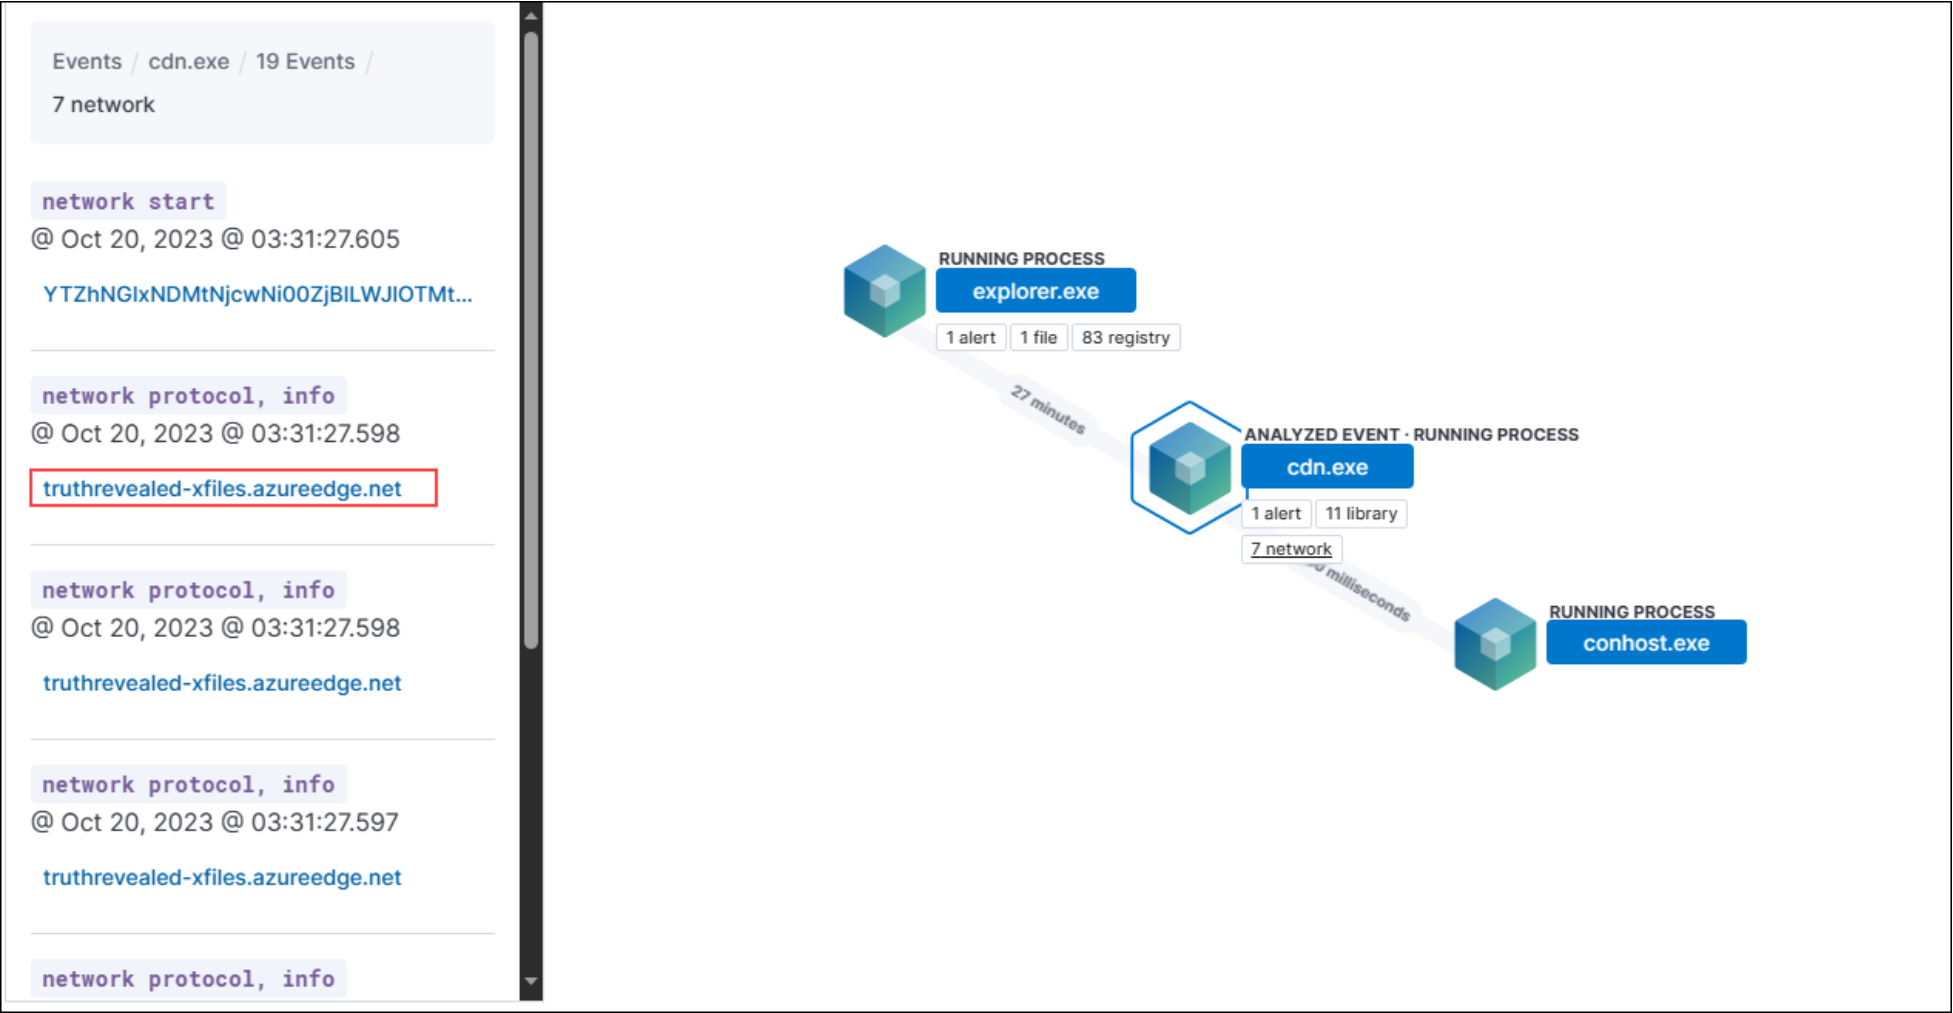 Events / cdn.exe / 19 Events /
7 network
network start
@ Oct 20, 2023 @ 03:31:27.605
YTZhNGIxNDMtNjcwNi00ZjBlLWJlOTMt...
network protocol, info
@ Oct 20, 2023 @ 03:31:27.598
truthrevealed-xfiles.azureedge.net
network protocol, info
@ Oct 20, 2023 @ 03:31:27.598
truthrevealed-xfiles.azureedge.net
network protocol, info
@ Oct 20, 2023 @ 03:31:27.597
truthrevealed-xfiles.azureedge.net
network protocol, info
RUNNING PROCESS
explorer.exe
1 alert 1 file 83 registry
27 minutes
ANALYZED EVENT · RUNNING PROCESS
cdn.exe
1 alert 11 library
7 network
milliseconds
RUNNING PROCESS
conhost.exe